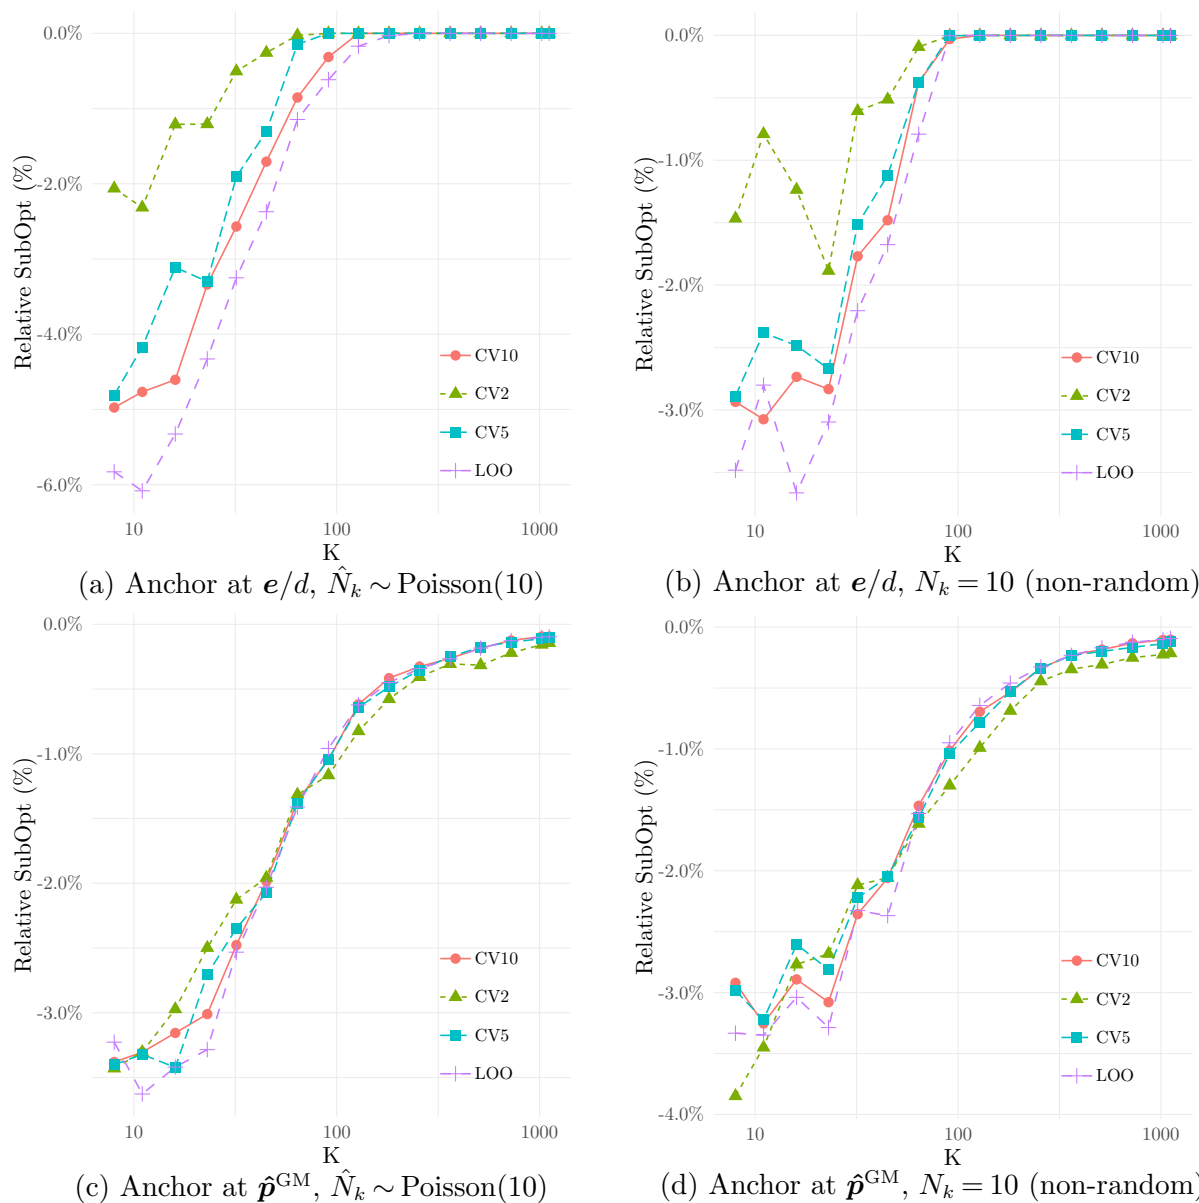 0.0%
-2.0%
-4.0%
-6.0%
Relative SubOpt (%)
CV10
CV2
CV5
LOO
10
100
1000
K
(a) Anchor at e/d, N̂ₖ ∼ Poisson(10)
0.0%
-1.0%
-2.0%
-3.0%
Relative SubOpt (%)
CV10
CV2
CV5
LOO
10
100
1000
K
(b) Anchor at e/d, Nₖ = 10 (non-random)
0.0%
-1.0%
-2.0%
-3.0%
Relative SubOpt (%)
CV10
CV2
CV5
LOO
10
100
1000
K
(c) Anchor at p̂ᴳᴹ, N̂ₖ ∼ Poisson(10)
0.0%
-1.0%
-2.0%
-3.0%
-4.0%
Relative SubOpt (%)
CV10
CV2
CV5
LOO
10
100
1000
K
(d) Anchor at p̂ᴳᴹ, Nₖ = 10 (non-random)